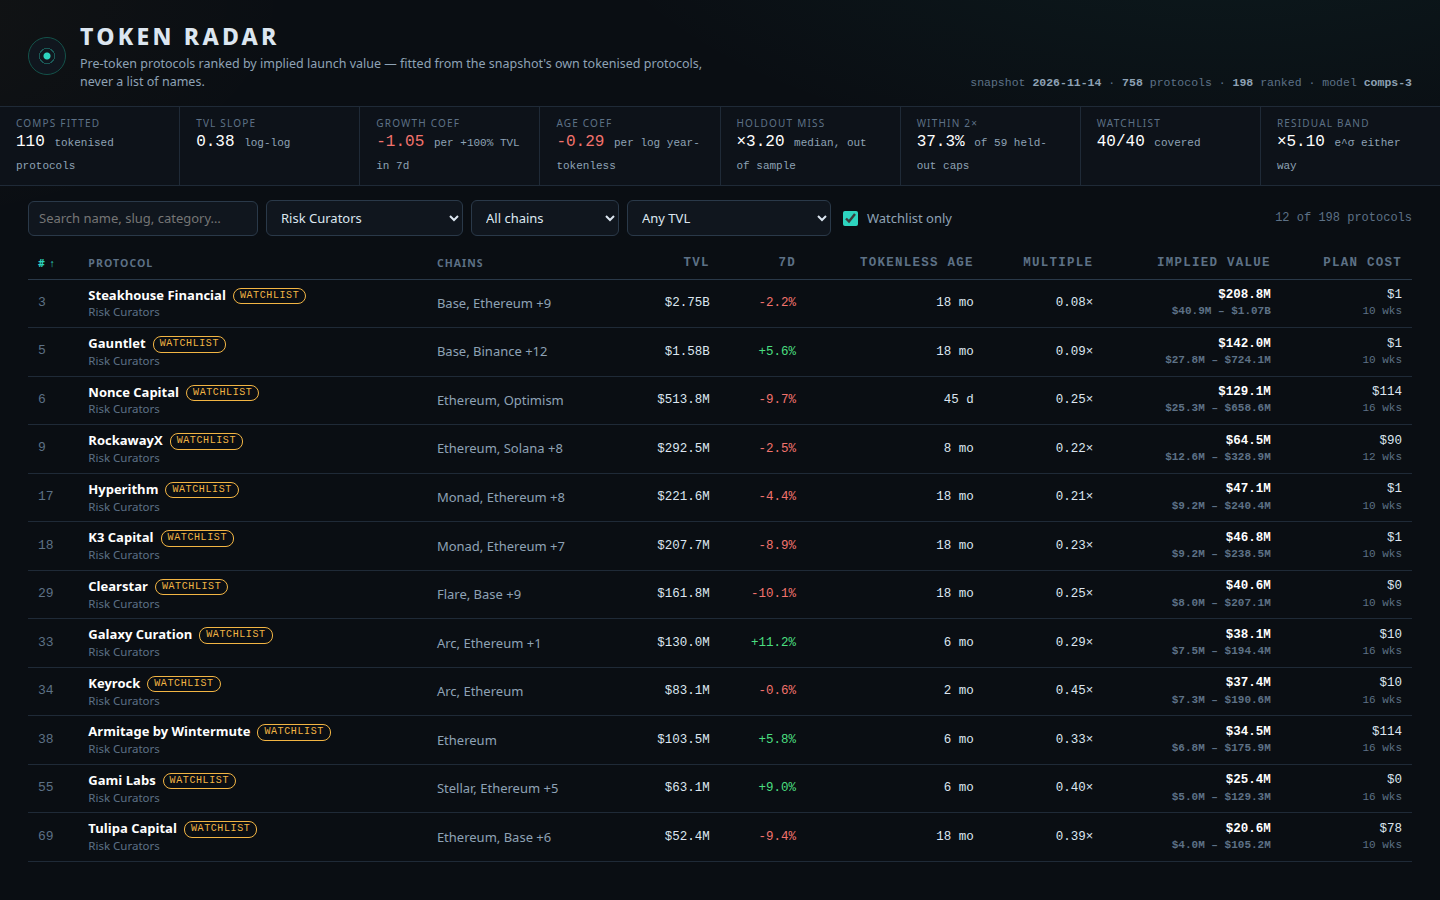 TOKEN RADAR
Pre-token protocols ranked by implied launch value — fitted from the snapshot's own tokenised protocols,
never a list of names.
snapshot 2026-11-14 · 758 protocols · 198 ranked · model comps-3
COMPS FITTED
110 tokenised
protocols
TVL SLOPE
0.38 log-log
GROWTH COEF
-1.05 per +100% TVL
in 7d
AGE COEF
-0.29 per log year-
tokenless
HOLDOUT MISS
×3.20 median, out
of sample
WITHIN 2×
37.3% of 59 held-
out caps
WATCHLIST
40/40 covered
RESIDUAL BAND
×5.10 e^σ either
way
Search name, slug, category...
Risk Curators
All chains
Any TVL
Watchlist only
12 of 198 protocols
# ↑ PROTOCOL CHAINS TVL 7D TOKENLESS AGE MULTIPLE IMPLIED VALUE PLAN COST
3 Steakhouse Financial WATCHLIST Base, Ethereum +9 $2.75B -2.2% 18 mo 0.08× $208.8M $1
Risk Curators $40.9M – $1.07B 10 wks
5 Gauntlet WATCHLIST Base, Binance +12 $1.58B +5.6% 18 mo 0.09× $142.0M $1
Risk Curators $27.8M – $724.1M 10 wks
6 Nonce Capital WATCHLIST Ethereum, Optimism $513.8M -9.7% 45 d 0.25× $129.1M $114
Risk Curators $25.3M – $658.6M 16 wks
9 RockawayX WATCHLIST Ethereum, Solana +8 $292.5M -2.5% 8 mo 0.22× $64.5M $90
Risk Curators $12.6M – $328.9M 12 wks
17 Hyperithm WATCHLIST Monad, Ethereum +8 $221.6M -4.4% 18 mo 0.21× $47.1M $1
Risk Curators $9.2M – $240.4M 10 wks
18 K3 Capital WATCHLIST Monad, Ethereum +7 $207.7M -8.9% 18 mo 0.23× $46.8M $1
Risk Curators $9.2M – $238.5M 10 wks
29 Clearstar WATCHLIST Flare, Base +9 $161.8M -10.1% 18 mo 0.25× $40.6M $0
Risk Curators $8.0M – $207.1M 10 wks
33 Galaxy Curation WATCHLIST Arc, Ethereum +1 $130.0M +11.2% 6 mo 0.29× $38.1M $10
Risk Curators $7.5M – $194.4M 16 wks
34 Keyrock WATCHLIST Arc, Ethereum $83.1M -0.6% 2 mo 0.45× $37.4M $10
Risk Curators $7.3M – $190.6M 16 wks
38 Armitage by Wintermute WATCHLIST Ethereum $103.5M +5.8% 6 mo 0.33× $34.5M $114
Risk Curators $6.8M – $175.9M 16 wks
55 Gami Labs WATCHLIST Stellar, Ethereum +5 $63.1M +9.0% 6 mo 0.40× $25.4M $0
Risk Curators $5.0M – $129.3M 16 wks
69 Tulipa Capital WATCHLIST Ethereum, Base +6 $52.4M -9.4% 18 mo 0.39× $20.6M $78
Risk Curators $4.0M – $105.2M 10 wks